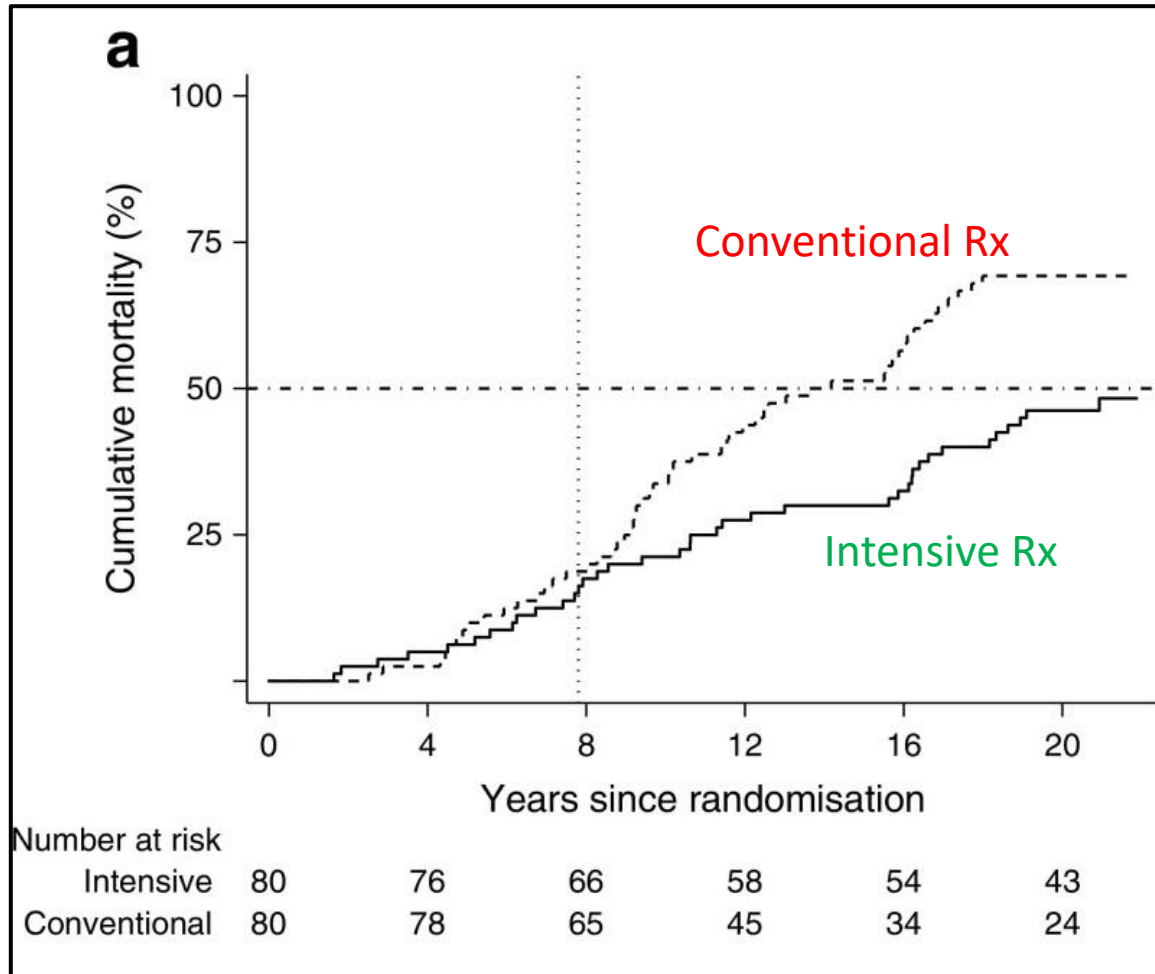 a
Cumulative mortality (%)
100
75
50
25
Conventional Rx
Intensive Rx
0 4 8 12 16 20
Years since randomisation
Number at risk
Intensive 80 76 66 58 54 43
Conventional 80 78 65 45 34 24